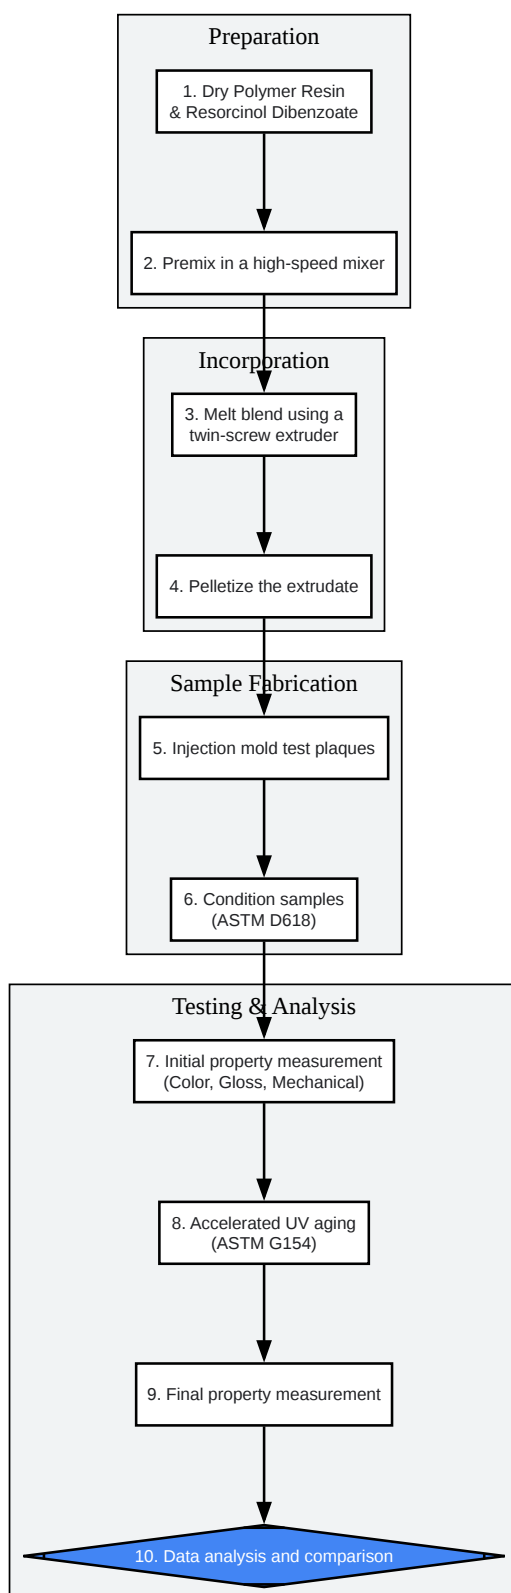 Preparation
1. Dry Polymer Resin
& Resorcinol Dibenzoate
2. Premix in a high-speed mixer
Incorporation
3. Melt blend using a
twin-screw extruder
4. Pelletize the extrudate
Sample Fabrication
5. Injection mold test plaques
6. Condition samples
(ASTM D618)
Testing & Analysis
7. Initial property measurement
(Color, Gloss, Mechanical)
8. Accelerated UV aging
(ASTM G154)
9. Final property measurement
10. Data analysis and comparison